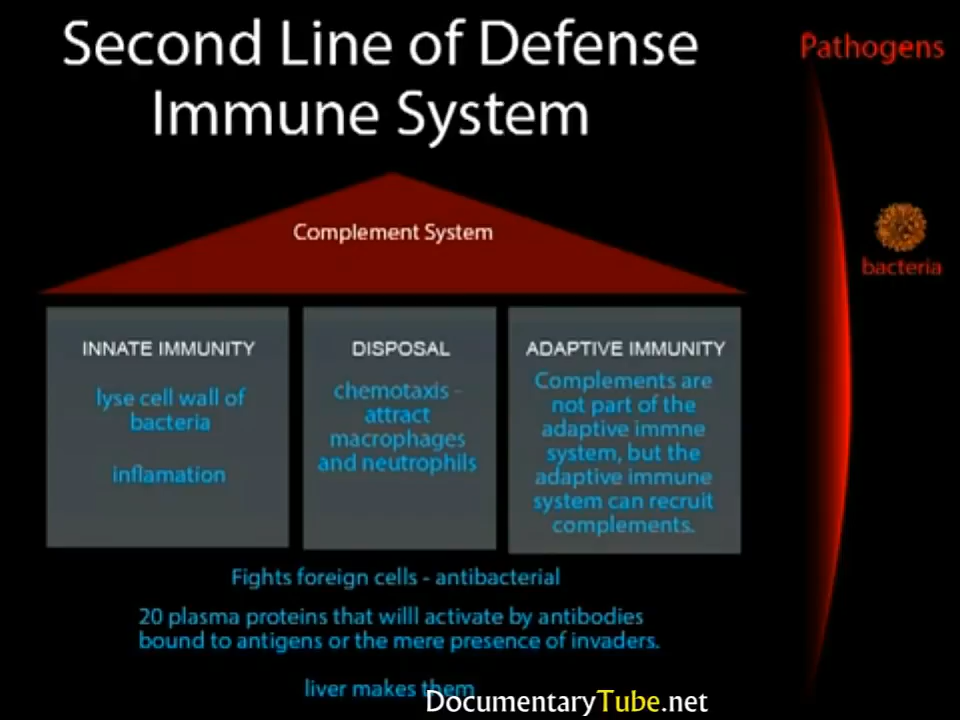 Second Line of Defense
Immune System
Pathogens
Complement System
bacteria
INNATE IMMUNITY
lyse cell wall of
bacteria
inflamation
DISPOSAL
chemotaxis -
attract
macrophages
and neutrophils
ADAPTIVE IMMUNITY
Complements are
not part of the
adaptive immne
system, but the
adaptive immune
system can recruit
complements.
Fights foreign cells - antibacterial
20 plasma proteins that willl activate by antibodies
bound to antigens or the mere presence of invaders.
liver makes them
DocumentaryTube.net